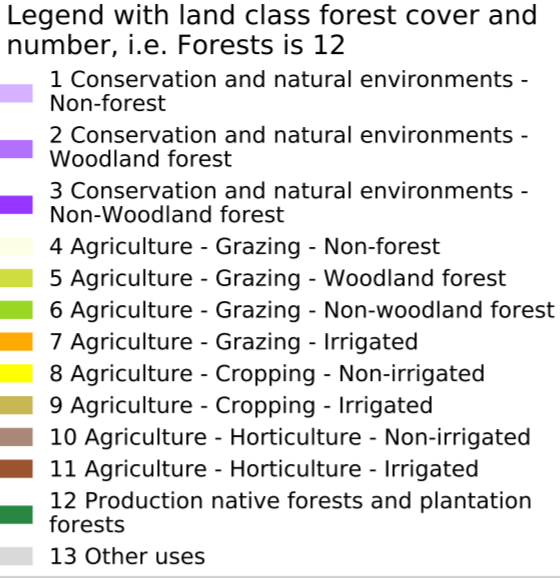 Legend with land class forest cover and
number, i.e. Forests is 12
1 Conservation and natural environments -
Non-forest
2 Conservation and natural environments -
Woodland forest
3 Conservation and natural environments -
Non-Woodland forest
4 Agriculture - Grazing - Non-forest
5 Agriculture - Grazing - Woodland forest
6 Agriculture - Grazing - Non-woodland forest
7 Agriculture - Grazing - Irrigated
8 Agriculture - Cropping - Non-irrigated
9 Agriculture - Cropping - Irrigated
10 Agriculture - Horticulture - Non-irrigated
11 Agriculture - Horticulture - Irrigated
12 Production native forests and plantation
forests
13 Other uses